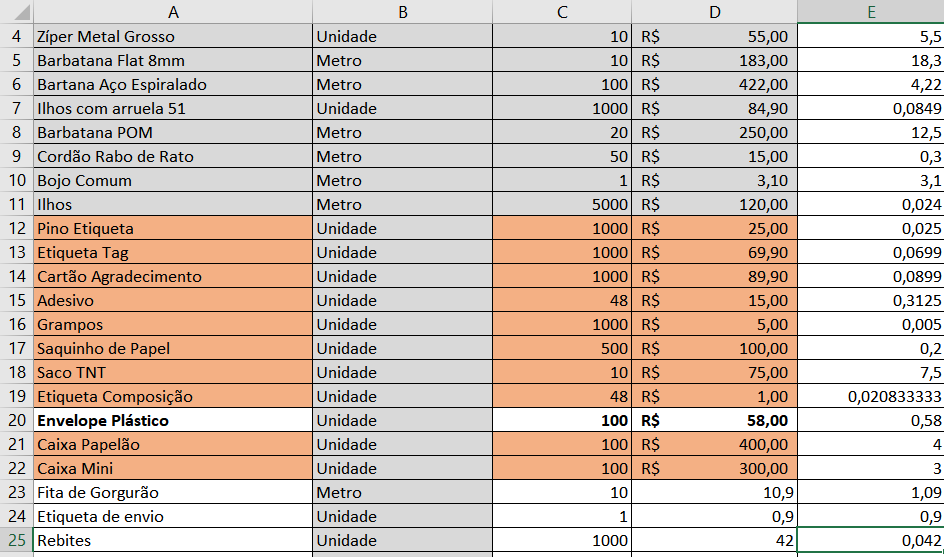 A B C D E
4 Zíper Metal Grosso Unidade 10 R$ 55,00 5,5
5 Barbatana Flat 8mm Metro 10 R$ 183,00 18,3
6 Bartana Aço Espiralado Metro 100 R$ 422,00 4,22
7 Ilhos com arruela 51 Unidade 1000 R$ 84,90 0,0849
8 Barbatana POM Metro 20 R$ 250,00 12,5
9 Cordão Rabo de Rato Metro 50 R$ 15,00 0,3
10 Bojo Comum Metro 1 R$ 3,10 3,1
11 Ilhos Metro 5000 R$ 120,00 0,024
12 Pino Etiqueta Unidade 1000 R$ 25,00 0,025
13 Etiqueta Tag Unidade 1000 R$ 69,90 0,0699
14 Cartão Agradecimento Unidade 1000 R$ 89,90 0,0899
15 Adesivo Unidade 48 R$ 15,00 0,3125
16 Grampos Unidade 1000 R$ 5,00 0,005
17 Saquinho de Papel Unidade 500 R$ 100,00 0,2
18 Saco TNT Unidade 10 R$ 75,00 7,5
19 Etiqueta Composição Unidade 48 R$ 1,00 0,020833333
20 Envelope Plástico Unidade 100 R$ 58,00 0,58
21 Caixa Papelão Unidade 100 R$ 400,00 4
22 Caixa Mini Unidade 100 R$ 300,00 3
23 Fita de Gorgurão Metro 10 10,9 1,09
24 Etiqueta de envio Unidade 1 0,9 0,9
25 Rebites Unidade 1000 42 0,042